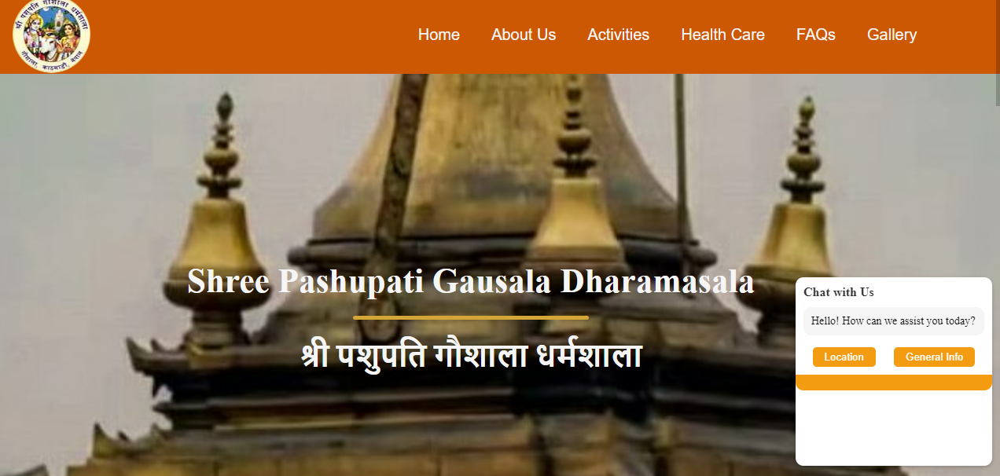 श्री पशुपति गौशाला धर्मशाला
गौशाला, काठमाडौं, नेपाल
Home About Us Activities Health Care FAQs Gallery
Shree Pashupati Gausala Dharamasala
श्री पशुपति गौशाला धर्मशाला
Chat with Us
Hello! How can we assist you today?
Location General Info